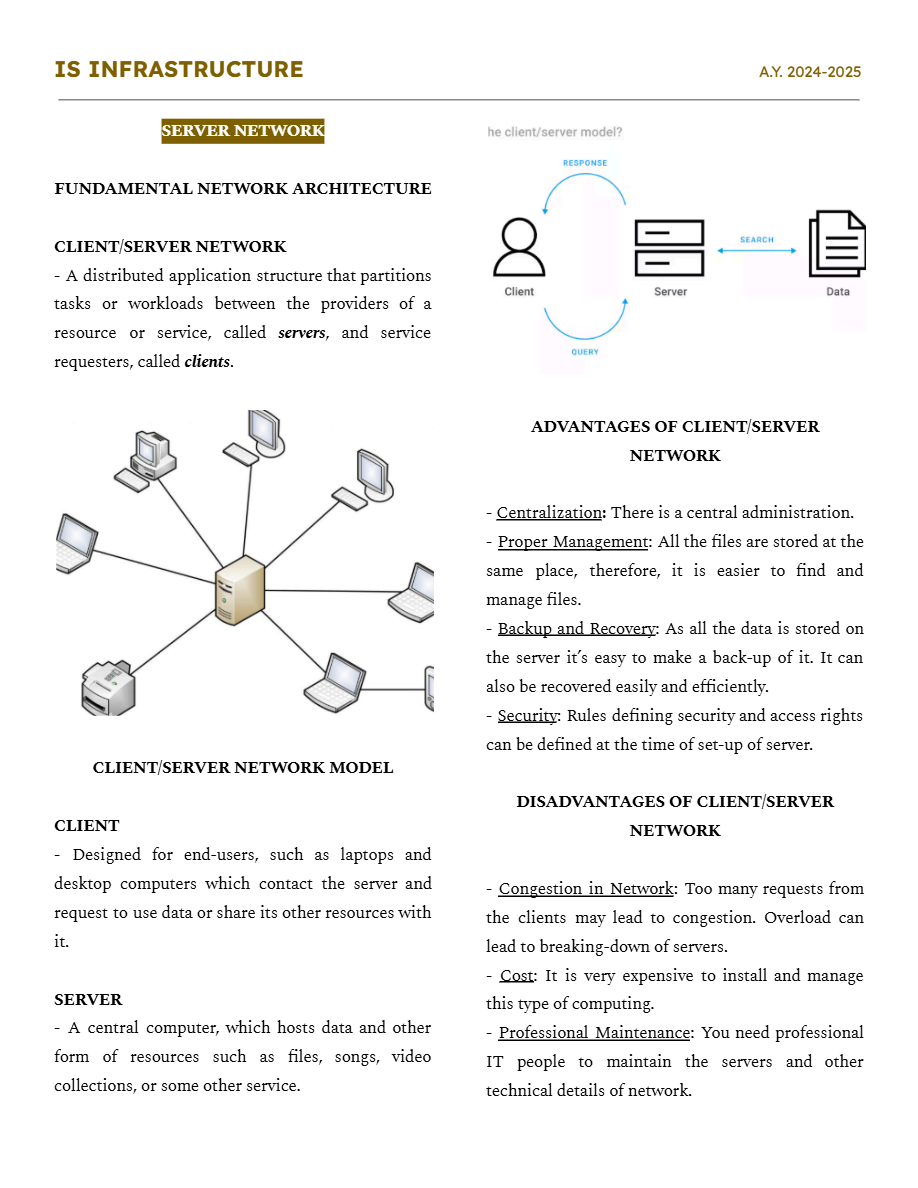 IS INFRASTRUCTURE
A.Y. 2024-2025
SERVER NETWORK
FUNDAMENTAL NETWORK ARCHITECTURE
CLIENT/SERVER NETWORK
- A distributed application structure that partitions
tasks or workloads between the providers of a
resource or service, called servers, and service
requesters, called clients.
CLIENT/SERVER NETWORK MODEL
CLIENT
- Designed for end-users, such as laptops and
desktop computers which contact the server and
request to use data or share its other resources with
it.
SERVER
- A central computer, which hosts data and other
form of resources such as files, songs, video
collections, or some other service.
he client/server model?
RESPONSE
SEARCH
Client
Server
Data
QUERY
ADVANTAGES OF CLIENT/SERVER
NETWORK
- Centralization: There is a central administration.
- Proper Management: All the files are stored at the
same place, therefore, it is easier to find and
manage files.
- Backup and Recovery: As all the data is stored on
the server it's easy to make a back-up of it. It can
also be recovered easily and efficiently.
- Security: Rules defining security and access rights
can be defined at the time of set-up of server.
DISADVANTAGES OF CLIENT/SERVER
NETWORK
- Congestion in Network: Too many requests from
the clients may lead to congestion. Overload can
lead to breaking-down of servers.
- Cost: It is very expensive to install and manage
this type of computing.
- Professional Maintenance: You need professional
IT people to maintain the servers and other
technical details of network.